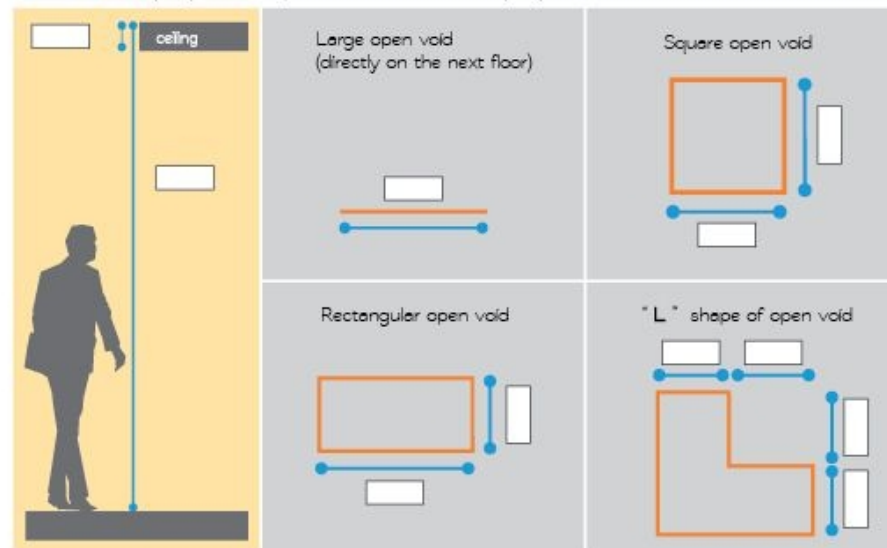 ceiling
Large open void
(directly on the next floor)
Square open void
Rectangular open void
"L" shape of open void